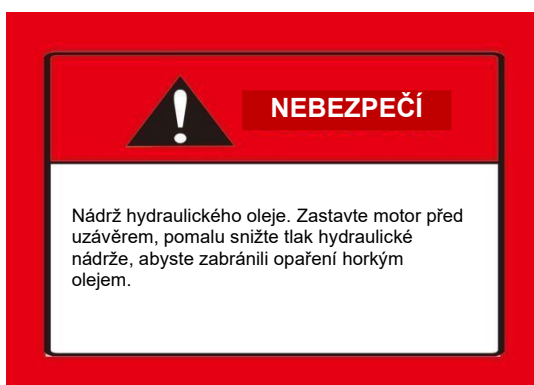 NEBEZPEČÍ
Nádrž hydraulického oleje. Zastavte motor před
uzávěrem, pomalu snižte tlak hydraulické
nádrže, abyste zabránili opaření horkým
olejem.